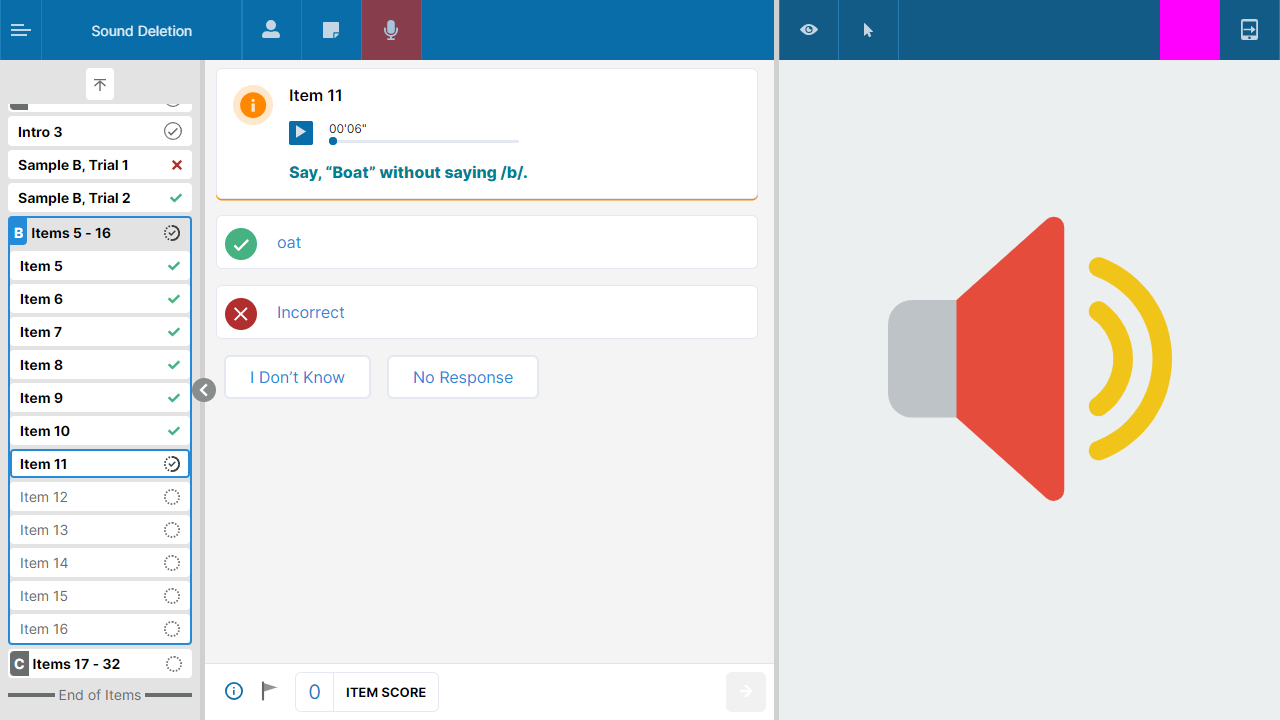 Sound Deletion
Intro 3
Sample B, Trial 1
Sample B, Trial 2
B Items 5 - 16
Item 5
Item 6
Item 7
Item 8
Item 9
Item 10
Item 11
Item 12
Item 13
Item 14
Item 15
Item 16
C Items 17 - 32
End of Items
Item 11
00'06"
Say, “Boat” without saying /b/.
oat
Incorrect
I Don’t Know
No Response
0 ITEM SCORE